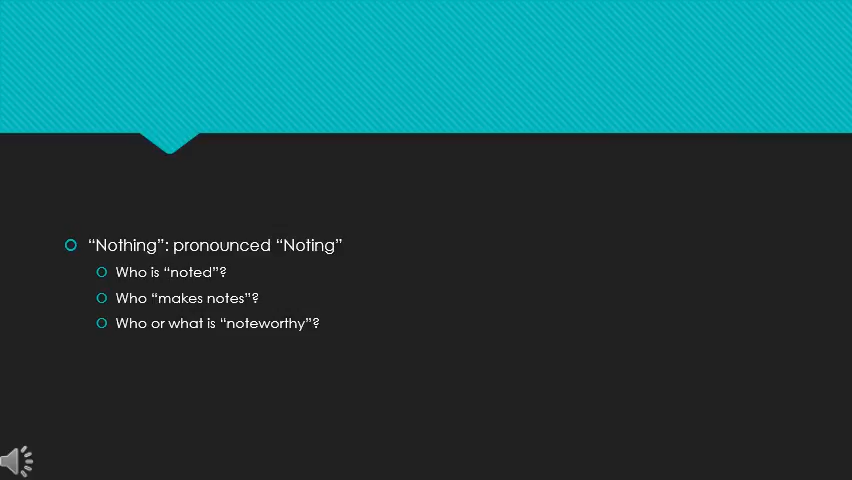 “Nothing”: pronounced “Noting”
Who is “noted”?
Who “makes notes”?
Who or what is “noteworthy”?